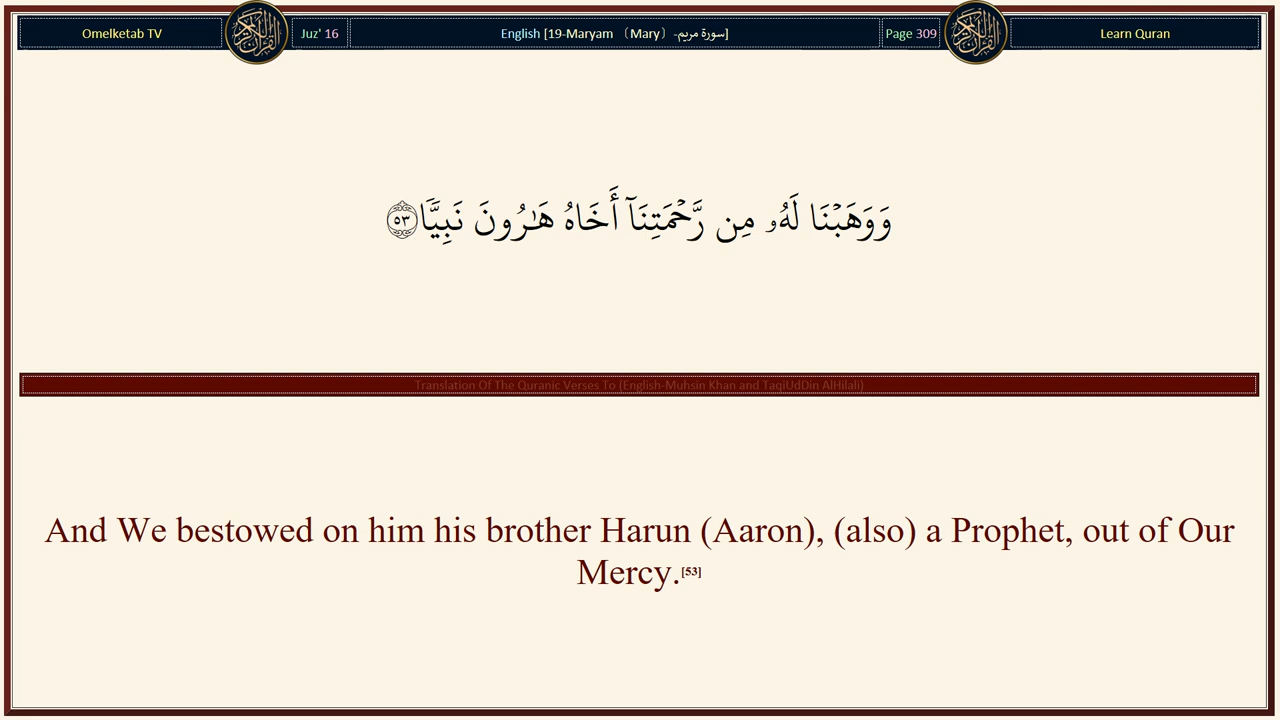 Omelketab TV
Juz' 16
English [19-Maryam (Mary) -سورة مريم]
Page 309
Learn Quran
وَوَهَبْنَا لَهُۥ مِن رَّحْمَتِنَآ أَخَاهُ هَـٰرُونَ نَبِيًّا ٥٣
Translation Of The Quranic Verses To (English-Muhsin Khan and TaqiUdDin AlHilali)
And We bestowed on him his brother Harun (Aaron), (also) a Prophet, out of Our
Mercy.[53]